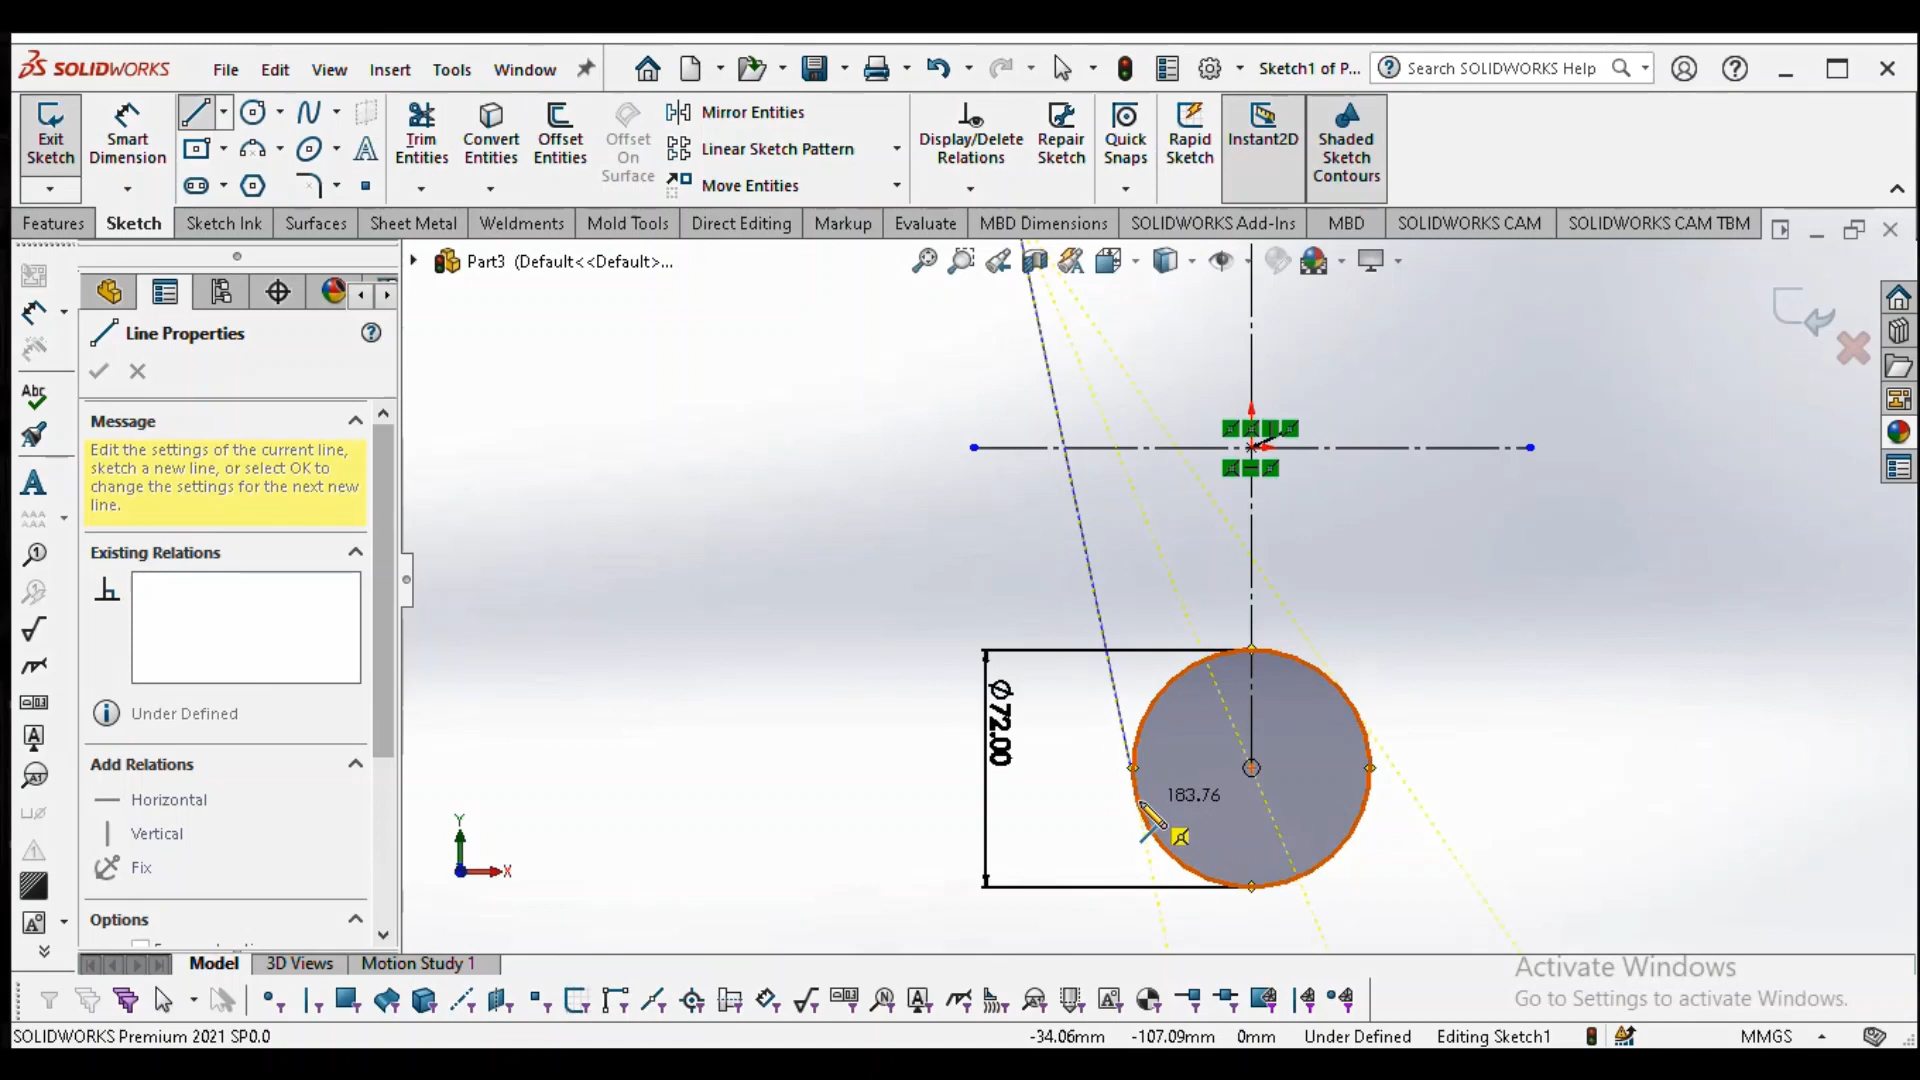 SOLIDWORKS File Edit View Insert Tools Window Sketch1 of P... Search SOLIDWORKS Help
Exit Sketch
Smart Dimension
Trim Entities
Convert Entities
Offset Entities
Offset On Surface
Mirror Entities
Linear Sketch Pattern
Move Entities
Display/Delete Relations
Repair Sketch
Quick Snaps
Rapid Sketch
Instant2D
Shaded Sketch Contours
Features Sketch Sketch Ink Surfaces Sheet Metal Weldments Mold Tools Direct Editing Markup Evaluate MBD Dimensions SOLIDWORKS Add-Ins MBD SOLIDWORKS CAM SOLIDWORKS CAM TBM
Part3 (Default<<Default>...
Line Properties
Message
Edit the settings of the current line,
sketch a new line, or select OK to
change the settings for the next new
line.
Existing Relations
Under Defined
Add Relations
Horizontal
Vertical
Fix
Options
Abc
∅72.00
183.76
Y
X
Model 3D Views Motion Study 1
Activate Windows
Go to Settings to activate Windows.
SOLIDWORKS Premium 2021 SP0.0 -34.06mm -107.09mm 0mm Under Defined Editing Sketch1 MMGS